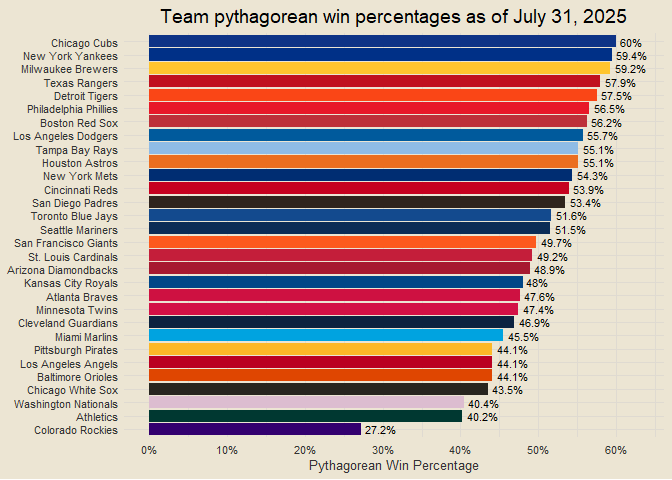 Team pythagorean win percentages as of July 31, 2025
Chicago Cubs 60%
New York Yankees 59.4%
Milwaukee Brewers 59.2%
Texas Rangers 57.9%
Detroit Tigers 57.5%
Philadelphia Phillies 56.5%
Boston Red Sox 56.2%
Los Angeles Dodgers 55.7%
Tampa Bay Rays 55.1%
Houston Astros 55.1%
New York Mets 54.3%
Cincinnati Reds 53.9%
San Diego Padres 53.4%
Toronto Blue Jays 51.6%
Seattle Mariners 51.5%
San Francisco Giants 49.7%
St. Louis Cardinals 49.2%
Arizona Diamondbacks 48.9%
Kansas City Royals 48%
Atlanta Braves 47.6%
Minnesota Twins 47.4%
Cleveland Guardians 46.9%
Miami Marlins 45.5%
Pittsburgh Pirates 44.1%
Los Angeles Angels 44.1%
Baltimore Orioles 44.1%
Chicago White Sox 43.5%
Washington Nationals 40.4%
Athletics 40.2%
Colorado Rockies 27.2%
0% 10% 20% 30% 40% 50% 60%
Pythagorean Win Percentage